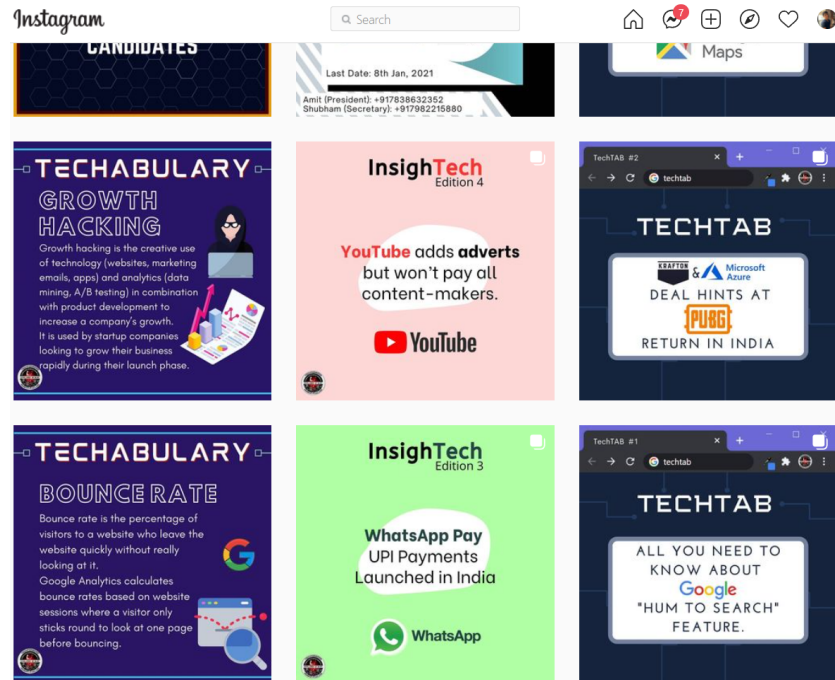 Instagram
Search
7
CANDIDATES
Last Date: 8th Jan, 2021
Amit (President): +917838632352
Shubham (Secretary): +917982215880
Maps
TECHABULARY
GROWTH
HACKING
Growth hacking is the creative use
of technology (websites, marketing
emails, apps) and analytics (data
mining, A/B testing) in combination
with product development to
increase a company's growth.
It is used by startup companies
looking to grow their business
rapidly during their launch phase.
InsighTech
Edition 4
YouTube adds adverts
but won't pay all
content-makers.
YouTube
TechTAB #2
techtab
TECHTAB
KRAFTON
& Microsoft
Azure
DEAL HINTS AT
PUBG
RETURN IN INDIA
TECHABULARY
BOUNCE RATE
Bounce rate is the percentage of
visitors to a website who leave the
website quickly without really
looking at it.
Google Analytics calculates
bounce rates based on website
sessions where a visitor only
sticks round to look at one page
before bouncing.
InsighTech
Edition 3
WhatsApp Pay
UPI Payments
Launched in India
WhatsApp
TechTAB #1
techtab
TECHTAB
ALL YOU NEED TO
KNOW ABOUT
Google
"HUM TO SEARCH"
FEATURE.